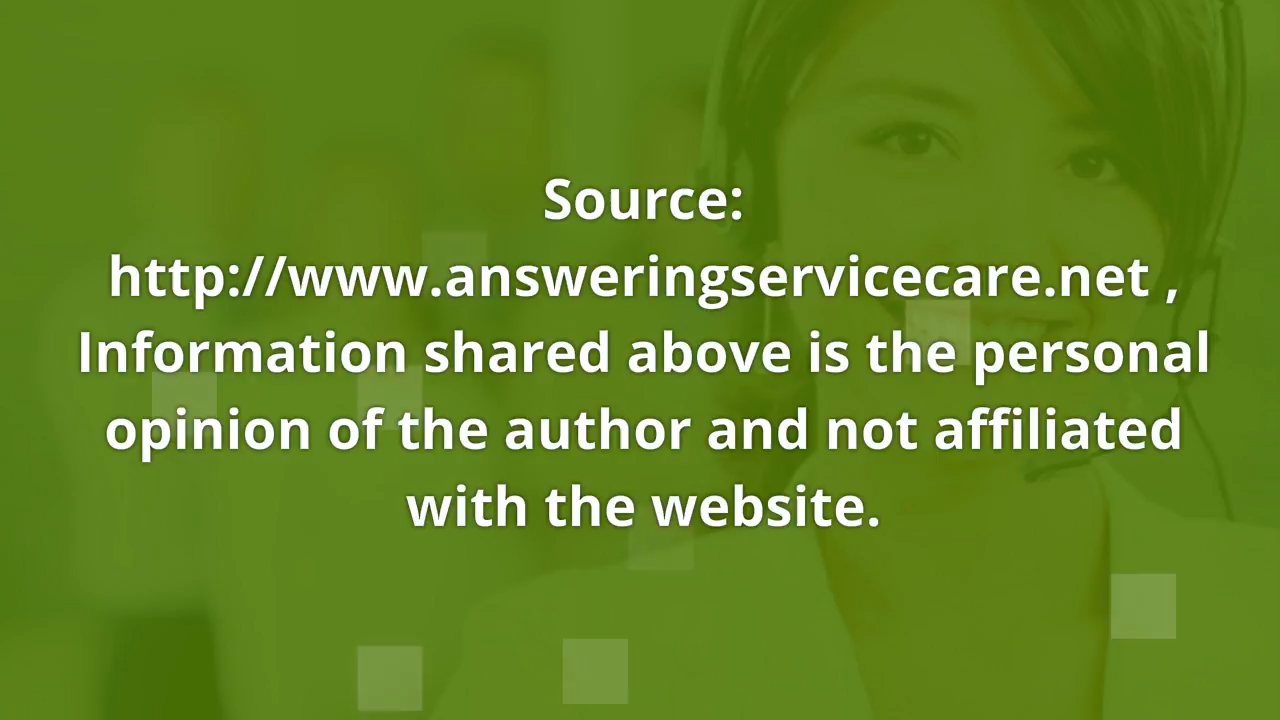 Source:
http://www.answeringservicecare.net ,
Information shared above is the personal
opinion of the author and not affiliated
with the website.